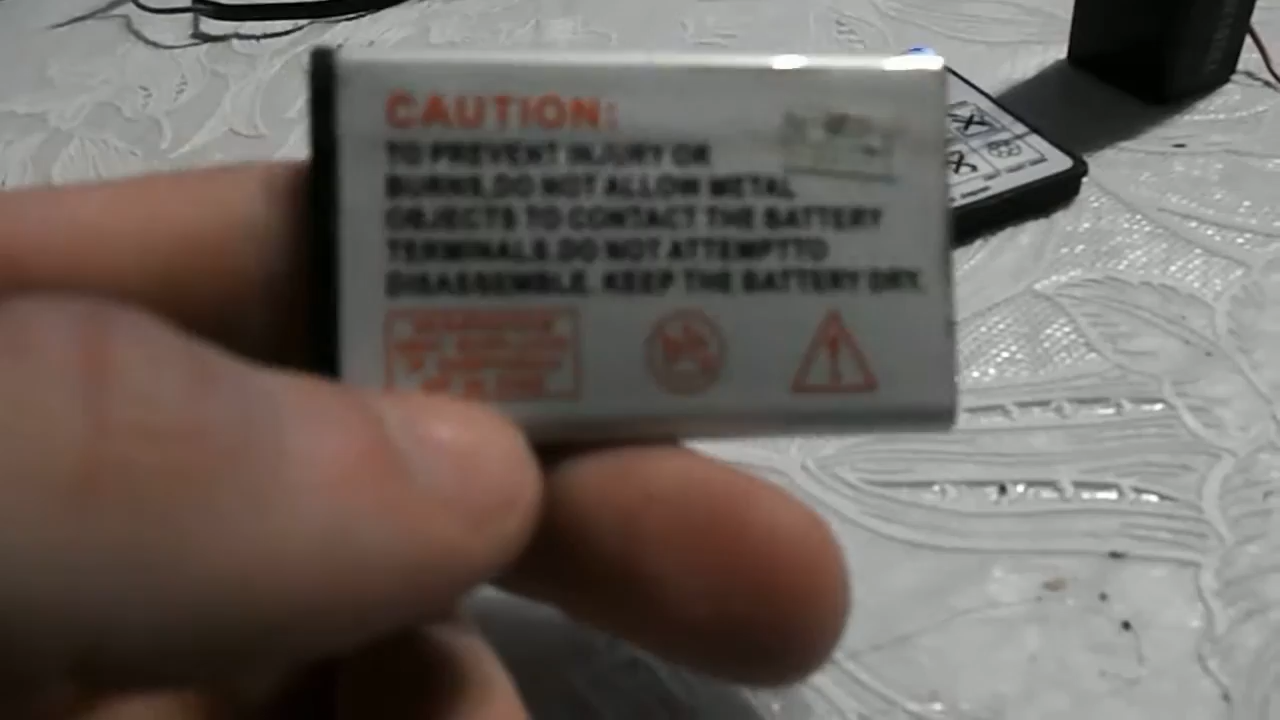 CAUTION:
TO PREVENT INJURY OR
BURNS,DO NOT ALLOW METAL
OBJECTS TO CONTACT THE BATTERY
TERMINALS.DO NOT ATTEMPTTO
DISASSEMBLE. KEEP THE BATTERY DRY.